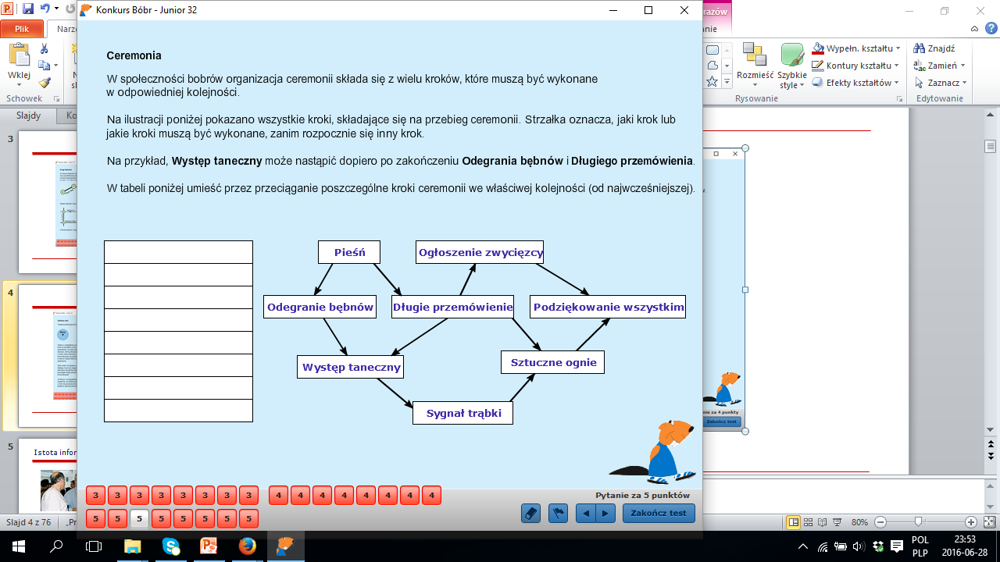 Konkurs Bóbr - Junior 32
Plik
Narzę
razów
anie
Wklej
Schowek
Rozmieść
Szybkie
style
Wypełn. kształtu
Kontury kształtu
Efekty kształtów
Rysowanie
Znajdź
Zamień
Zaznacz
Edytowanie
Slajdy
3
4
5
Istota infor
Ceremonia
W społeczności bobrów organizacja ceremonii składa się z wielu kroków, które muszą być wykonane
w odpowiedniej kolejności.
Na ilustracji poniżej pokazano wszystkie kroki, składające się na przebieg ceremonii. Strzałka oznacza, jaki krok lub
jakie kroki muszą być wykonane, zanim rozpocznie się inny krok.
Na przykład, Występ taneczny może nastąpić dopiero po zakończeniu Odegrania bębnów i Długiego przemówienia.
W tabeli poniżej umieść przez przeciąganie poszczególne kroki ceremonii we właściwej kolejności (od najwcześniejszej).
Pieśń
Ogłoszenie zwycięzcy
Odegranie bębnów
Długie przemówienie
Podziękowanie wszystkim
Występ taneczny
Sztuczne ognie
Sygnał trąbki
nie za 4 punkty
Zakończ test
3 3 3 3 3 3 3 3 4 4 4 4 4 4 4 4
Pytanie za 5 punktów
5 5 5 5 5 5 5 5
Zakończ test
Slajd 4 z 76
80%
POL
PLP
23:53
2016-06-28